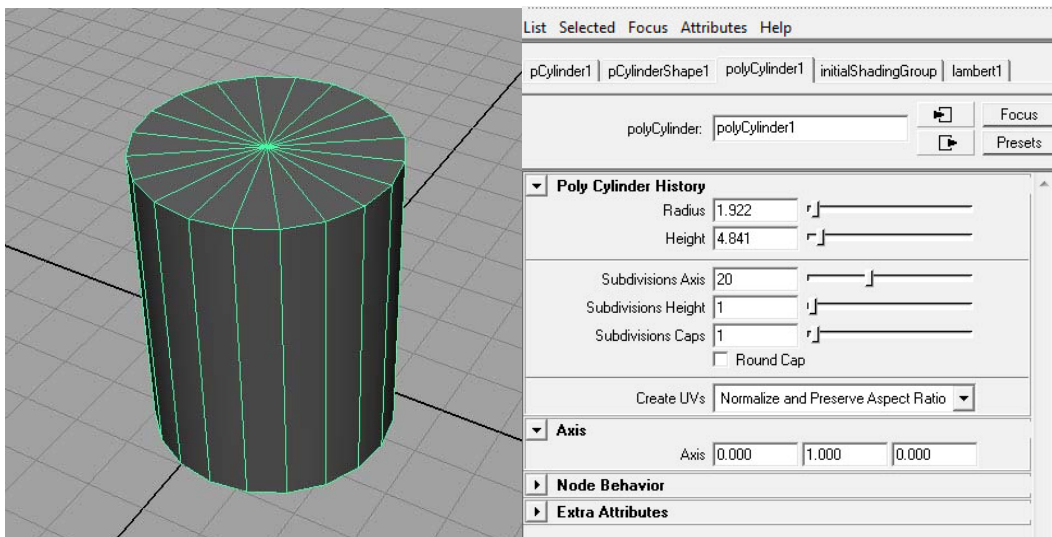 List Selected Focus Attributes Help
pCylinder1 pCylinderShape1 polyCylinder1 initialShadingGroup lambert1
polyCylinder: polyCylinder1
Focus
Presets
Poly Cylinder History
Radius 1.922
Height 4.841
Subdivisions Axis 20
Subdivisions Height 1
Subdivisions Caps 1
Round Cap
Create UVs Normalize and Preserve Aspect Ratio
Axis
Axis 0.000 1.000 0.000
Node Behavior
Extra Attributes